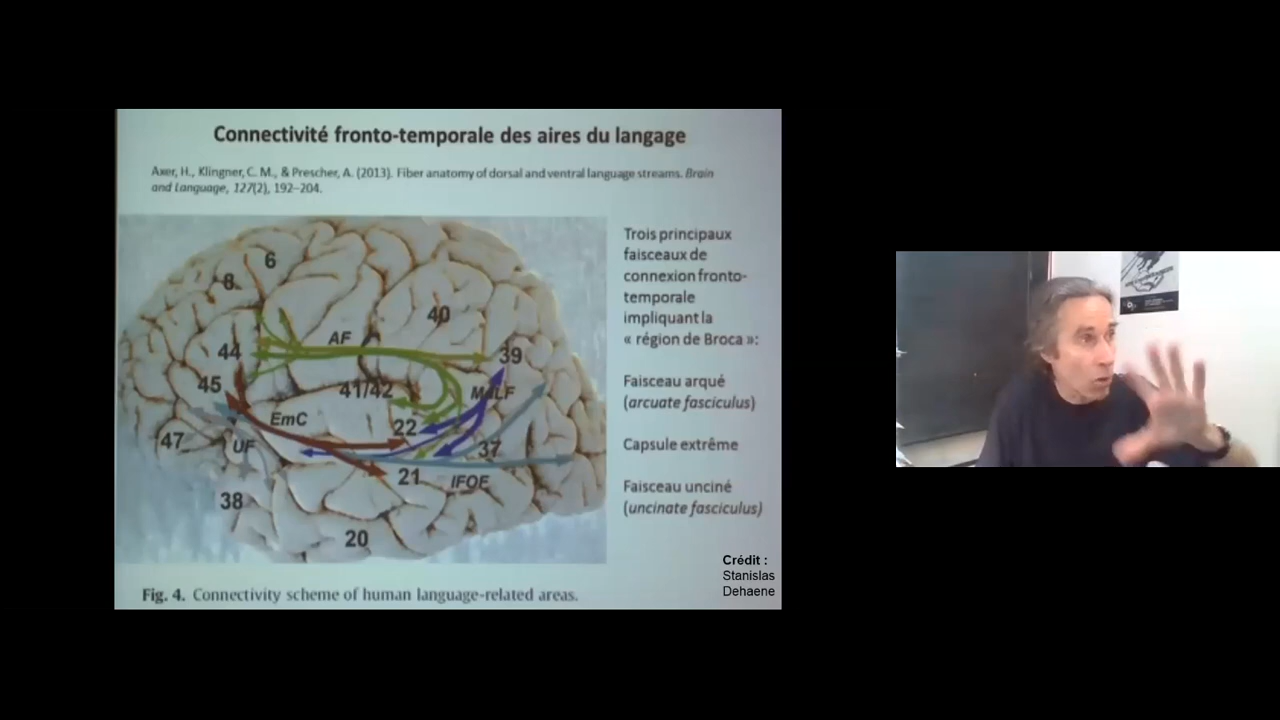 Connectivité fronto-temporale des aires du langage
Axer, H., Klingner, C. M., & Prescher, A. (2013). Fiber anatomy of dorsal and ventral language streams. Brain
and Language, 127(2), 192–204.
6
8
40
AF
44
39
45
41/42
MdLF
EmC
22
47
UF
37
21
IFOF
38
20
Trois principaux
faisceaux de
connexion fronto-
temporale
impliquant la
« région de Broca »:
Faisceau arqué
(arcuate fasciculus)
Capsule extrême
Faisceau unciné
(uncinate fasciculus)
Crédit :
Stanislas
Dehaene
Fig. 4. Connectivity scheme of human language-related areas.